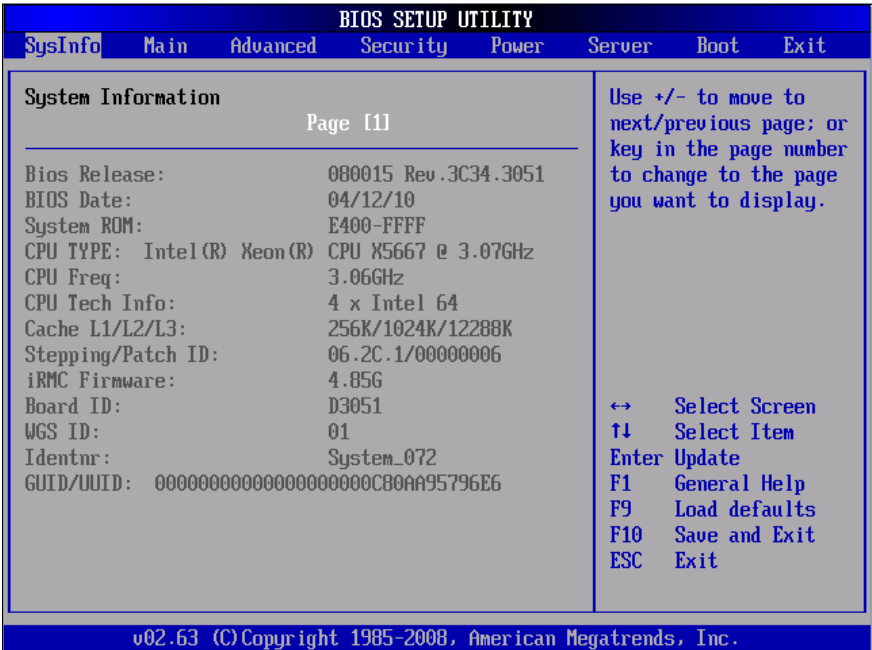 BIOS SETUP UTILITY
SysInfo Main Advanced Security Power Server Boot Exit
System Information
Page [1]
Bios Release: 080015 Rev.3C34.3051
BIOS Date: 04/12/10
System ROM: E400-FFFF
CPU TYPE: Intel(R) Xeon(R) CPU X5667 @ 3.07GHz
CPU Freq: 3.06GHz
CPU Tech Info: 4 x Intel 64
Cache L1/L2/L3: 256K/1024K/12288K
Stepping/Patch ID: 06.2C.1/00000006
iRMC Firmware: 4.85G
Board ID: D3051
WGS ID: 01
Identnr: System_072
GUID/UUID: 00000000000000000000C80AA95796E6
Use +/- to move to
next/previous page; or
key in the page number
to change to the page
you want to display.
↔ Select Screen
↑↓ Select Item
Enter Update
F1 General Help
F9 Load defaults
F10 Save and Exit
ESC Exit
v02.63 (C)Copyright 1985-2008, American Megatrends, Inc.